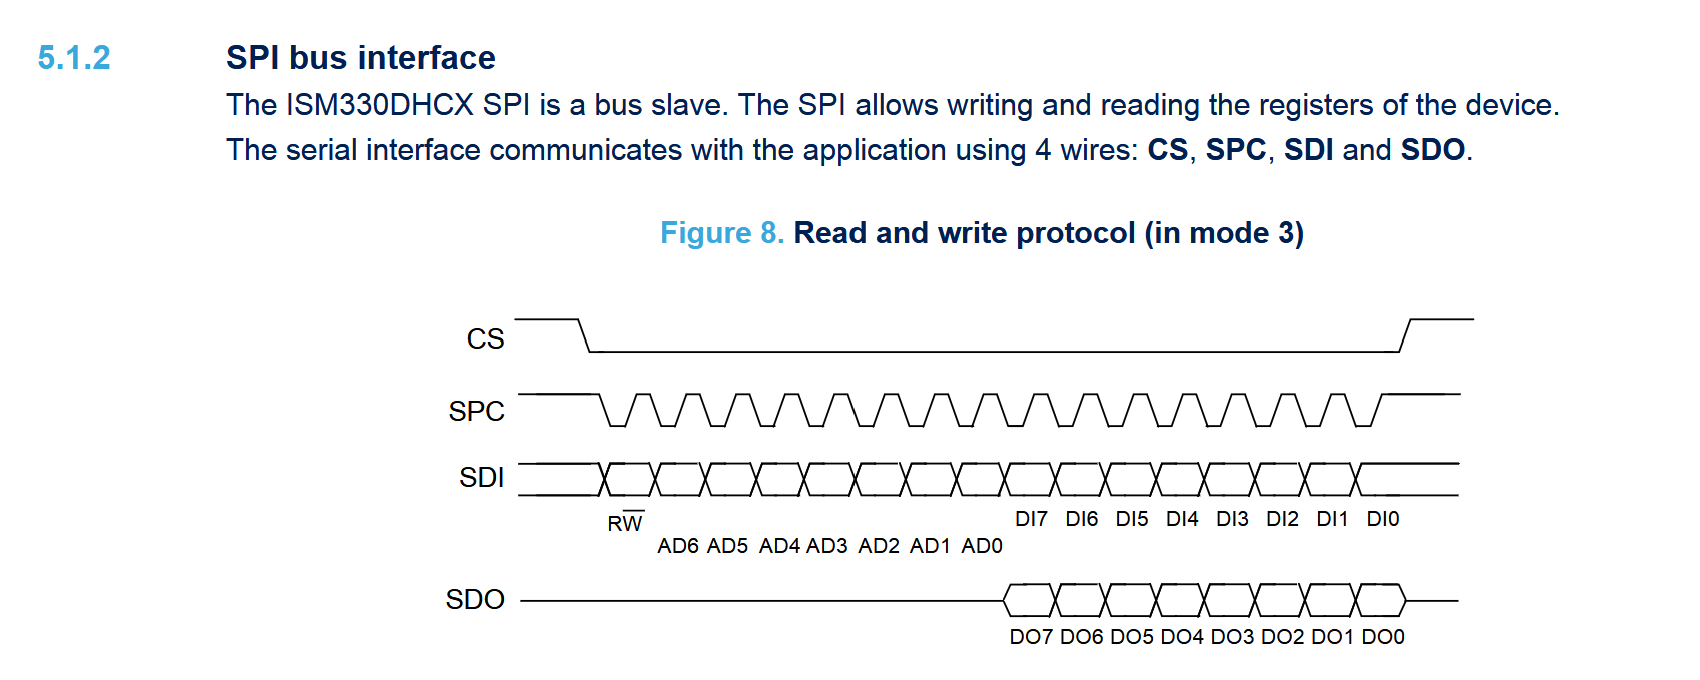 5.1.2 SPI bus interface
The ISM330DHCX SPI is a bus slave. The SPI allows writing and reading the registers of the device.
The serial interface communicates with the application using 4 wires: CS, SPC, SDI and SDO.
Figure 8. Read and write protocol (in mode 3)
CS
SPC
SDI
RW̅ DI7 DI6 DI5 DI4 DI3 DI2 DI1 DI0
AD6 AD5 AD4 AD3 AD2 AD1 AD0
SDO
DO7 DO6 DO5 DO4 DO3 DO2 DO1 DO0